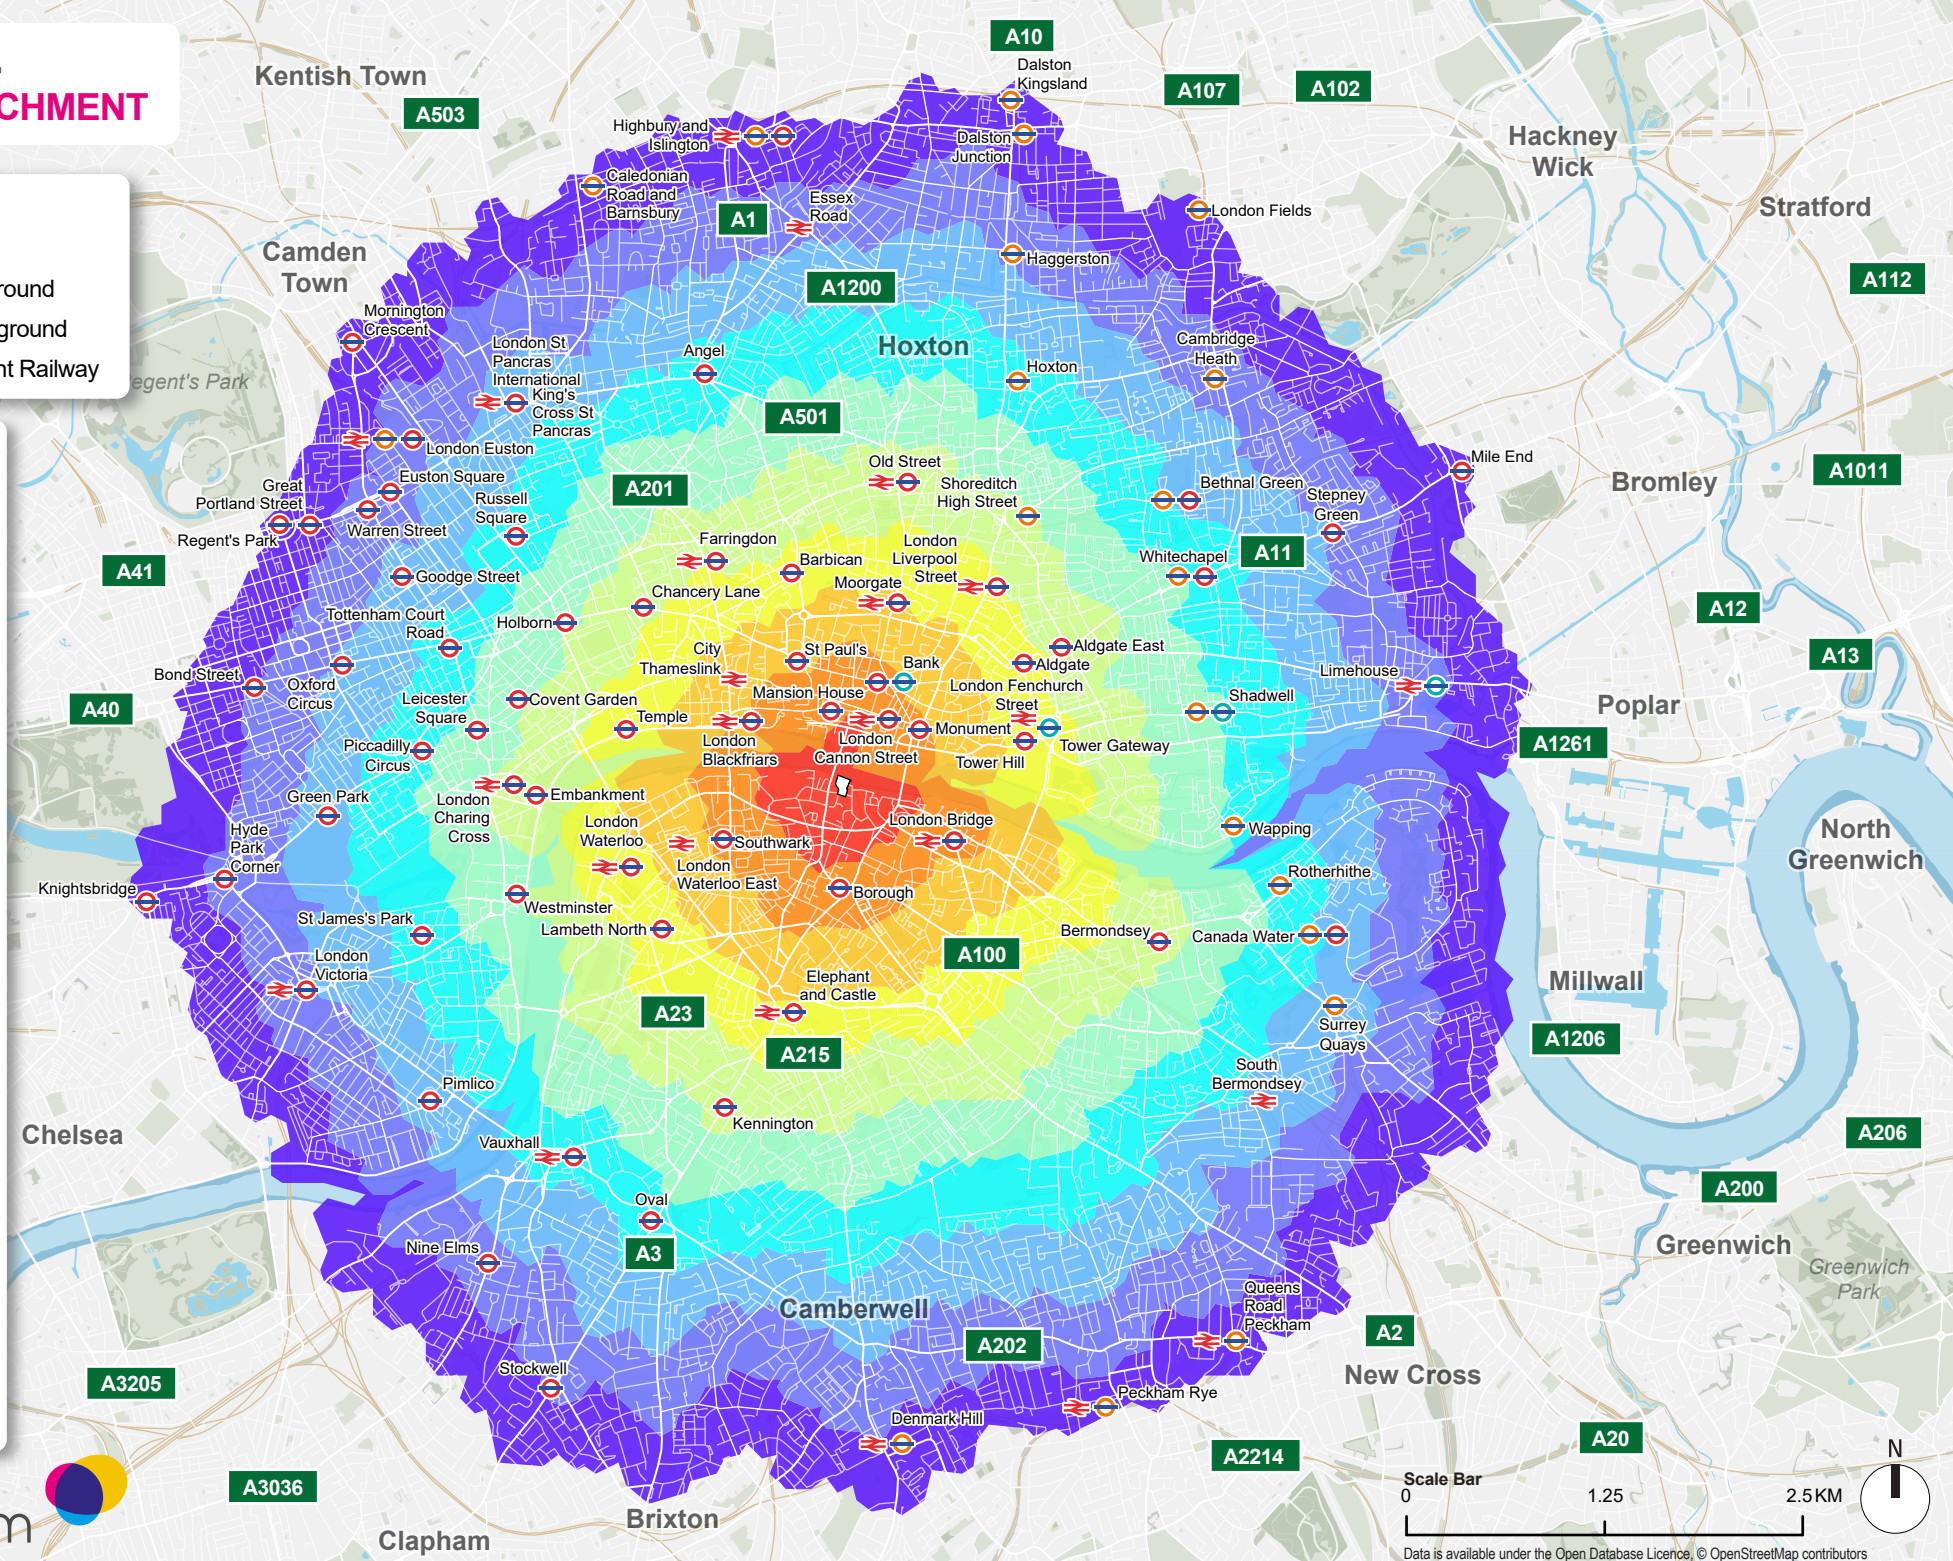 CHMENT
round
ground
nt Railway
A10
Dalston
Kingsland
Kentish Town
A503
A107
A102
Highbury and
Islington
Dalston
Junction
Hackney
Wick
Caledonian
Road and
Barnsbury
Essex
Road
A1
London Fields
Stratford
Camden
Town
Haggerston
A1200
A112
Mornington
Crescent
London St
Pancras
International
King's
Cross St
Pancras
Angel
Hoxton
Hoxton
Cambridge
Heath
egent's Park
A501
London Euston
Euston Square
Great
Portland Street
Russell
Square
Warren Street
Regent's Park
A201
Old Street
Shoreditch
High Street
Bethnal Green
Stepney
Green
Mile End
Bromley
A1011
A41
Farringdon
Barbican
London
Liverpool
Street
Moorgate
Whitechapel
A11
Goodge Street
Chancery Lane
Holborn
A12
Tottenham Court
Road
City
Thameslink
St Paul's
Bank
Aldgate East
Aldgate
A13
Bond Street
Oxford
Circus
Leicester
Square
Covent Garden
Mansion House
London Fenchurch
Street
Shadwell
Limehouse
Poplar
A40
Temple
London
Blackfriars
London
Cannon Street
Monument
Tower Hill
Tower Gateway
A1261
Piccadilly
Circus
Green Park
London
Charing
Cross
Embankment
London
Waterloo
Southwark
London
Waterloo East
London Bridge
Wapping
North
Greenwich
Hyde
Park
Corner
Knightsbridge
Borough
Rotherhithe
Westminster
St James's Park
Lambeth North
Bermondsey
Canada Water
London
Victoria
A100
Elephant
and Castle
Millwall
A23
A215
Surrey
Quays
A1206
South
Bermondsey
Pimlico
Kennington
Chelsea
Vauxhall
A206
A200
Oval
A3
Nine Elms
Greenwich
Greenwich
Park
Camberwell
Queens
Road
Peckham
A202
A2
Stockwell
New Cross
A3205
Peckham Rye
Denmark Hill
A20
A2214
A3036
Brixton
Clapham
m
N
Scale Bar
0 1.25 2.5 KM
Data is available under the Open Database Licence, © OpenStreetMap contributors